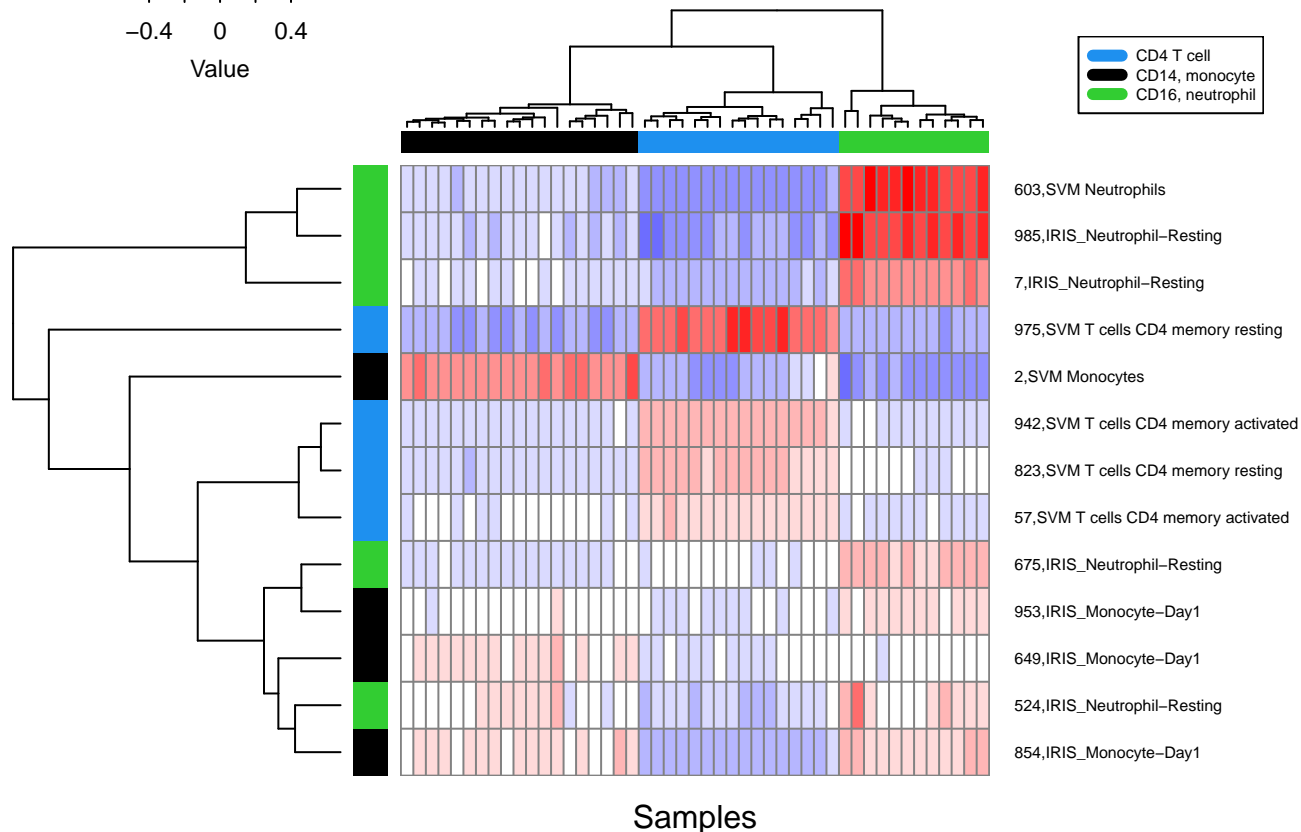 −0.4 0 0.4
Value
CD4 T cell
CD14, monocyte
CD16, neutrophil
603,SVM Neutrophils
985,IRIS_Neutrophil−Resting
7,IRIS_Neutrophil−Resting
975,SVM T cells CD4 memory resting
2,SVM Monocytes
942,SVM T cells CD4 memory activated
823,SVM T cells CD4 memory resting
57,SVM T cells CD4 memory activated
675,IRIS_Neutrophil−Resting
953,IRIS_Monocyte−Day1
649,IRIS_Monocyte−Day1
524,IRIS_Neutrophil−Resting
854,IRIS_Monocyte−Day1
Samples